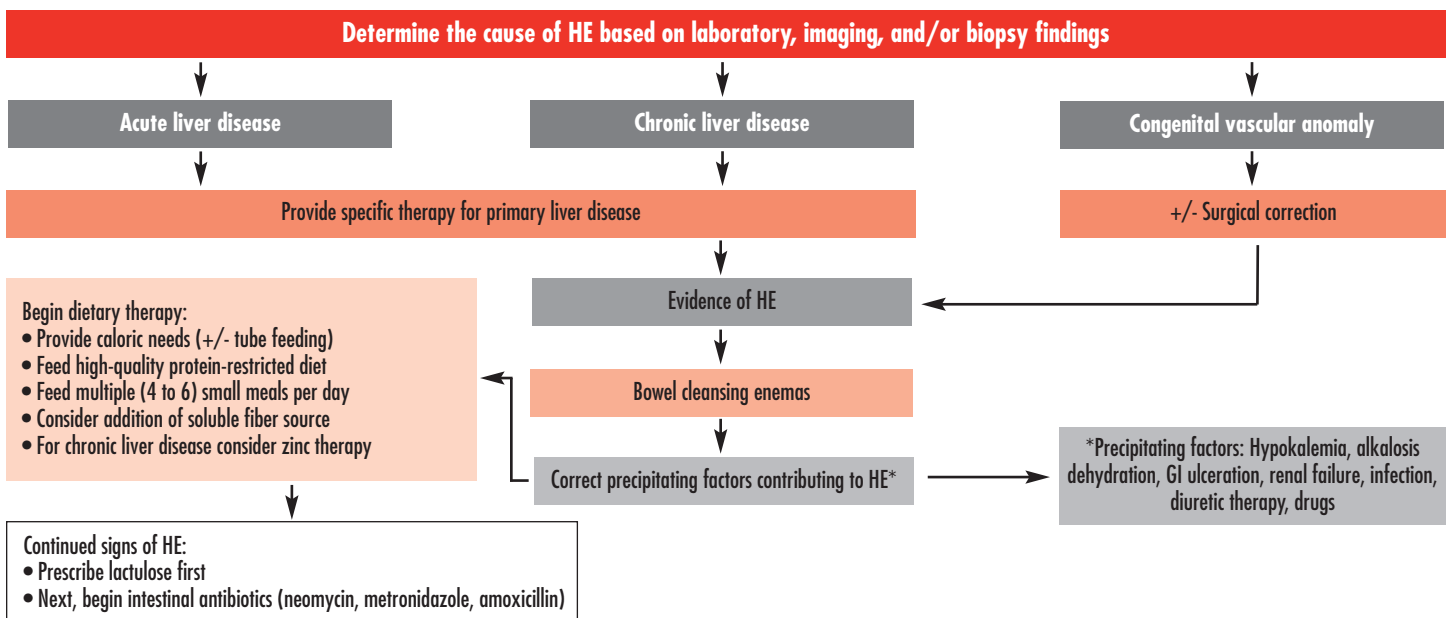 Determine the cause of HE based on laboratory, imaging, and/or biopsy findings
Acute liver disease
Chronic liver disease
Congenital vascular anomaly
Provide specific therapy for primary liver disease
+/- Surgical correction
Evidence of HE
Begin dietary therapy:
• Provide caloric needs (+/- tube feeding)
• Feed high-quality protein-restricted diet
• Feed multiple (4 to 6) small meals per day
• Consider addition of soluble fiber source
• For chronic liver disease consider zinc therapy
Bowel cleansing enemas
Correct precipitating factors contributing to HE*
*Precipitating factors: Hypokalemia, alkalosis
dehydration, GI ulceration, renal failure, infection,
diuretic therapy, drugs
Continued signs of HE:
• Prescribe lactulose first
• Next, begin intestinal antibiotics (neomycin, metronidazole, amoxicillin)